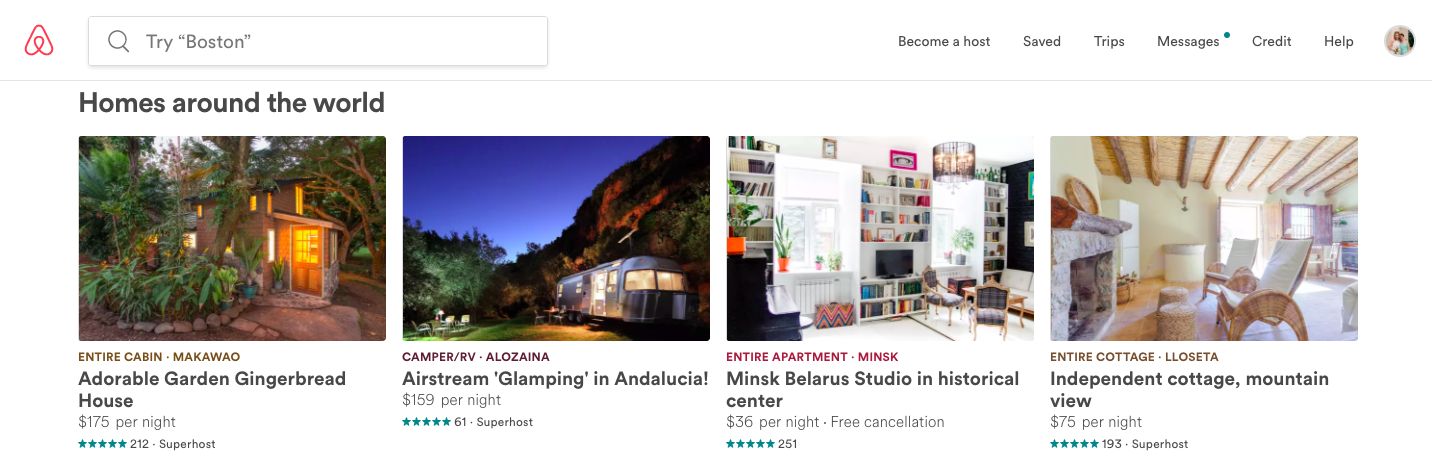 Try “Boston”
Become a host
Saved
Trips
Messages
Credit
Help
Homes around the world
ENTIRE CABIN · MAKAWAO
Adorable Garden Gingerbread
House
$175 per night
212 · Superhost
CAMPER/RV · ALOZAINA
Airstream 'Glamping' in Andalucia!
$159 per night
61 · Superhost
ENTIRE APARTMENT · MINSK
Minsk Belarus Studio in historical
center
$36 per night · Free cancellation
251
ENTIRE COTTAGE · LLOSETA
Independent cottage, mountain
view
$75 per night
193 · Superhost